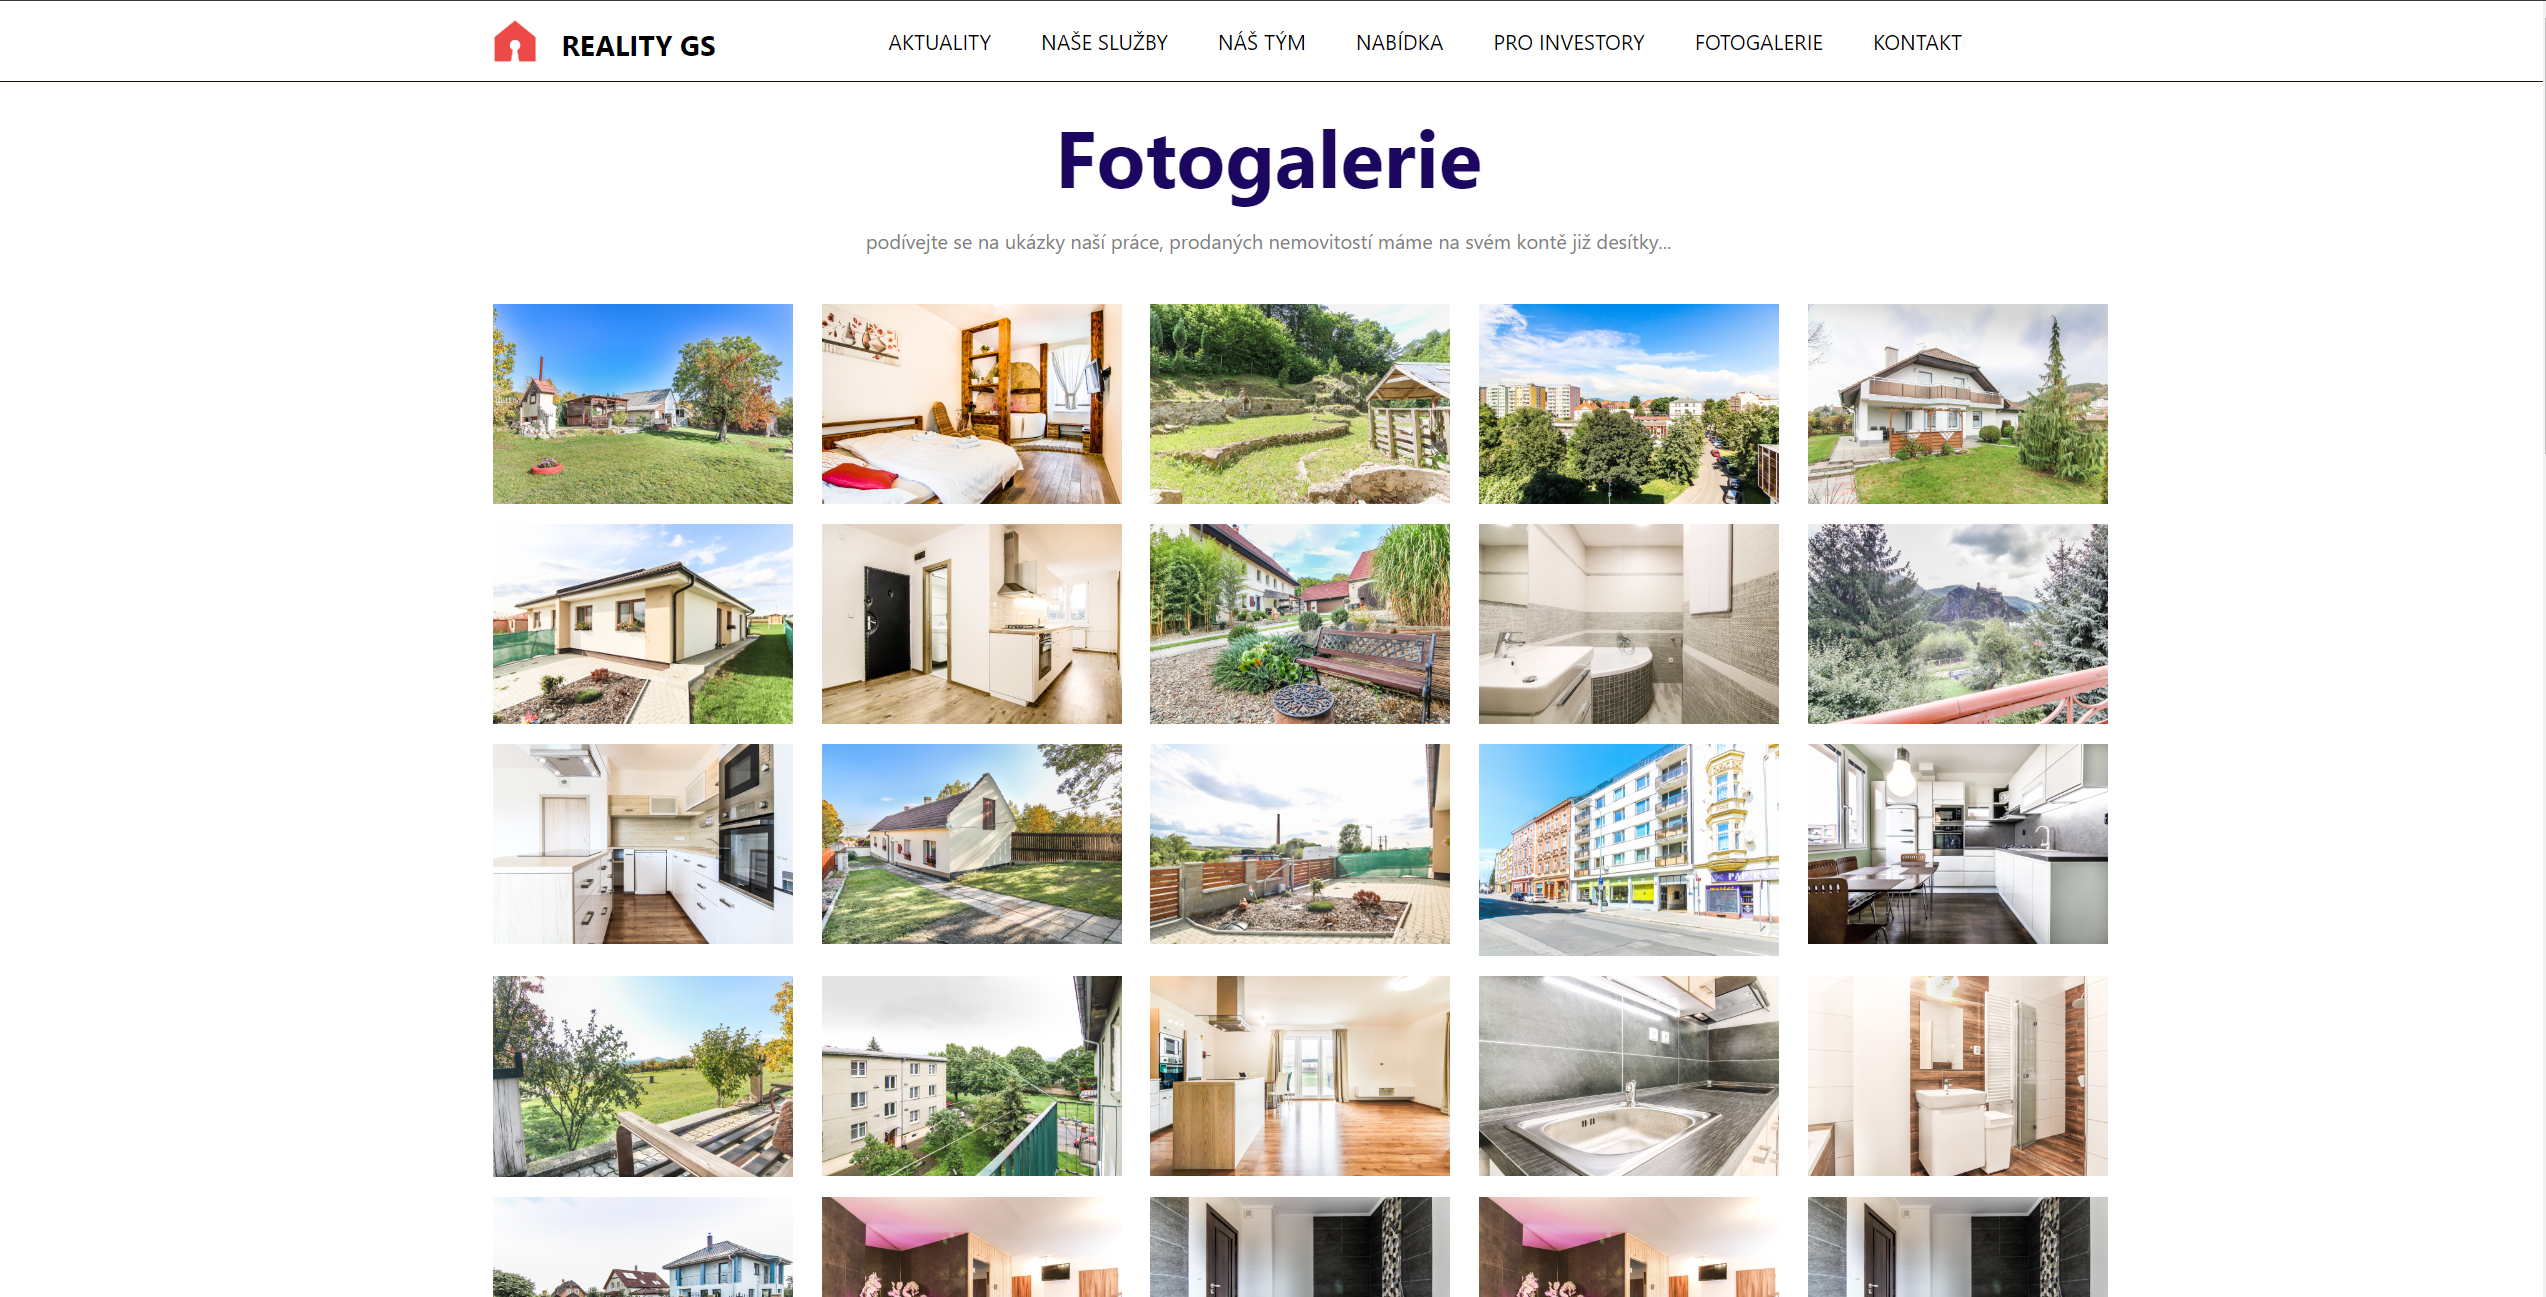 REALITY GS
AKTUALITY NAŠE SLUŽBY NÁŠ TÝM NABÍDKA PRO INVESTORY FOTOGALERIE KONTAKT
Fotogalerie
podívejte se na ukázky naší práce, prodaných nemovitostí máme na svém kontě již desítky...